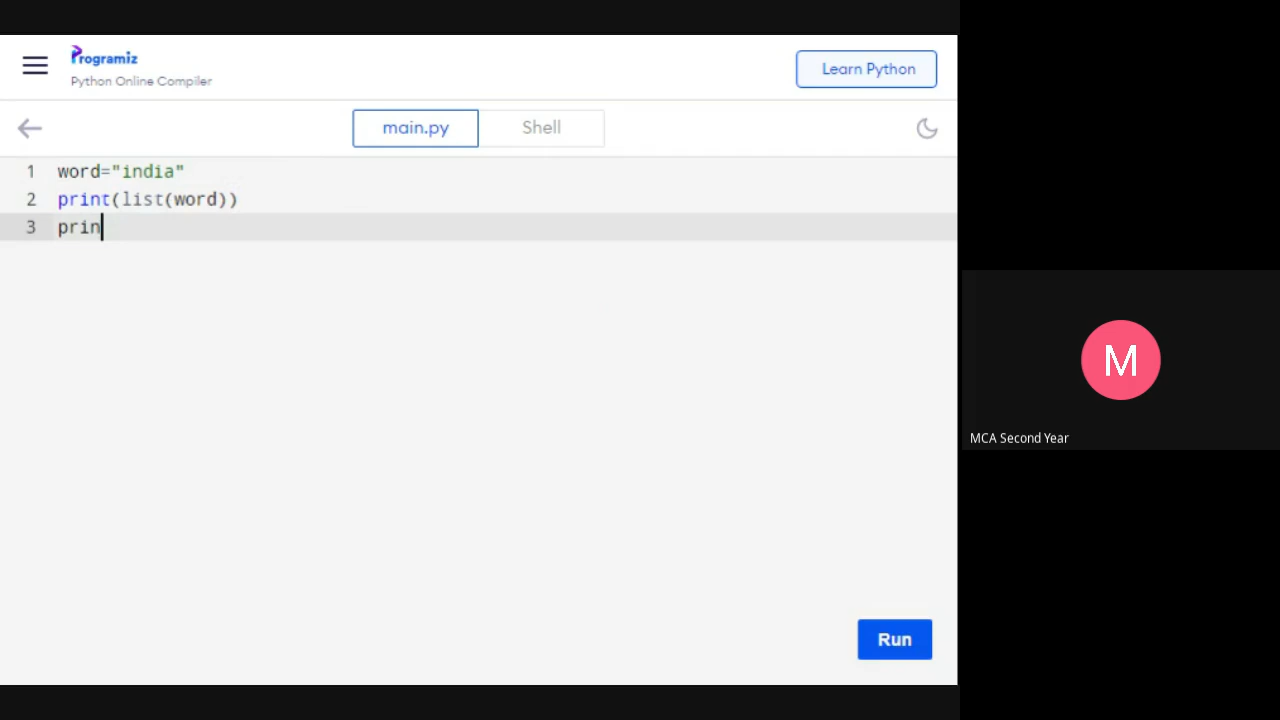 Programiz
Python Online Compiler
Learn Python
main.py
Shell
1 word="india"
2 print(list(word))
3 prin
M
MCA Second Year
Run